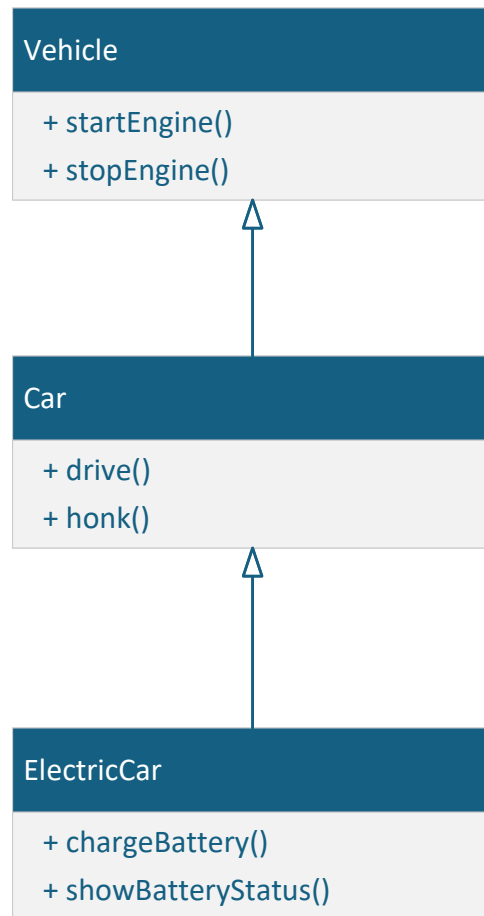 Vehicle
+ startEngine()
+ stopEngine()
Car
+ drive()
+ honk()
ElectricCar
+ chargeBattery()
+ showBatteryStatus()